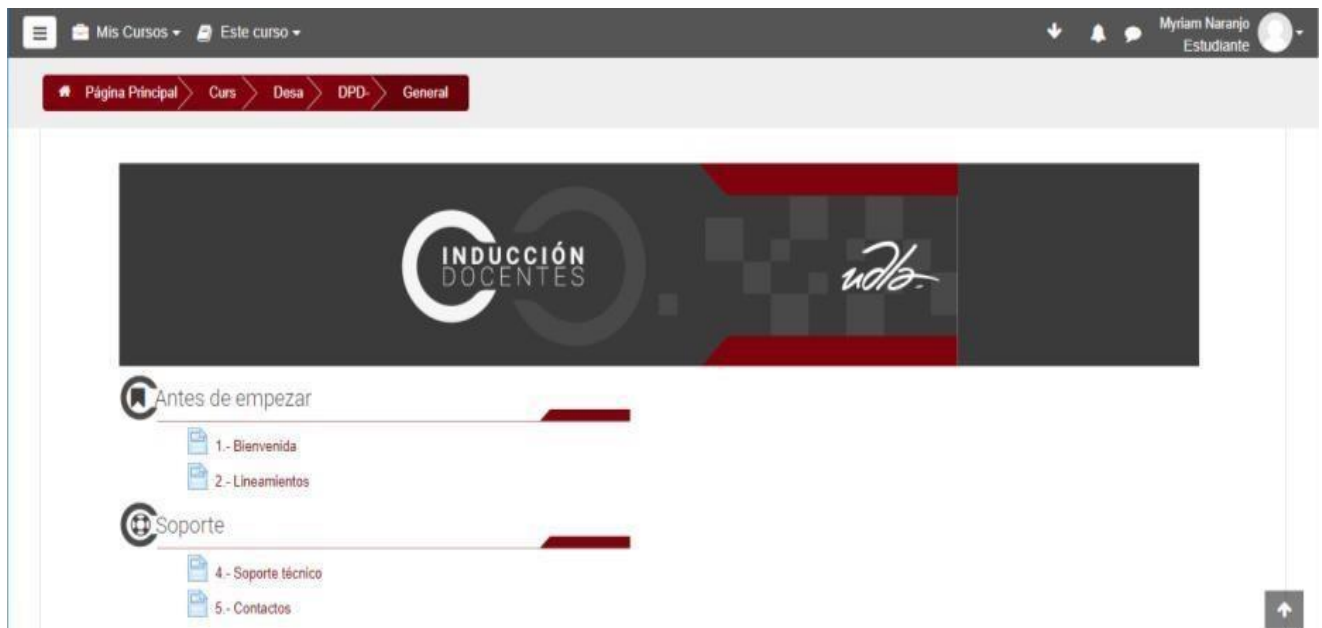 Mis Cursos Este curso
Myriam Naranjo
Estudiante
Página Principal Curs Desa DPD- General
INDUCCIÓN
DOCENTES
udla-
Antes de empezar
1.- Bienvenida
2.- Lineamientos
Soporte
4.- Soporte técnico
5.- Contactos